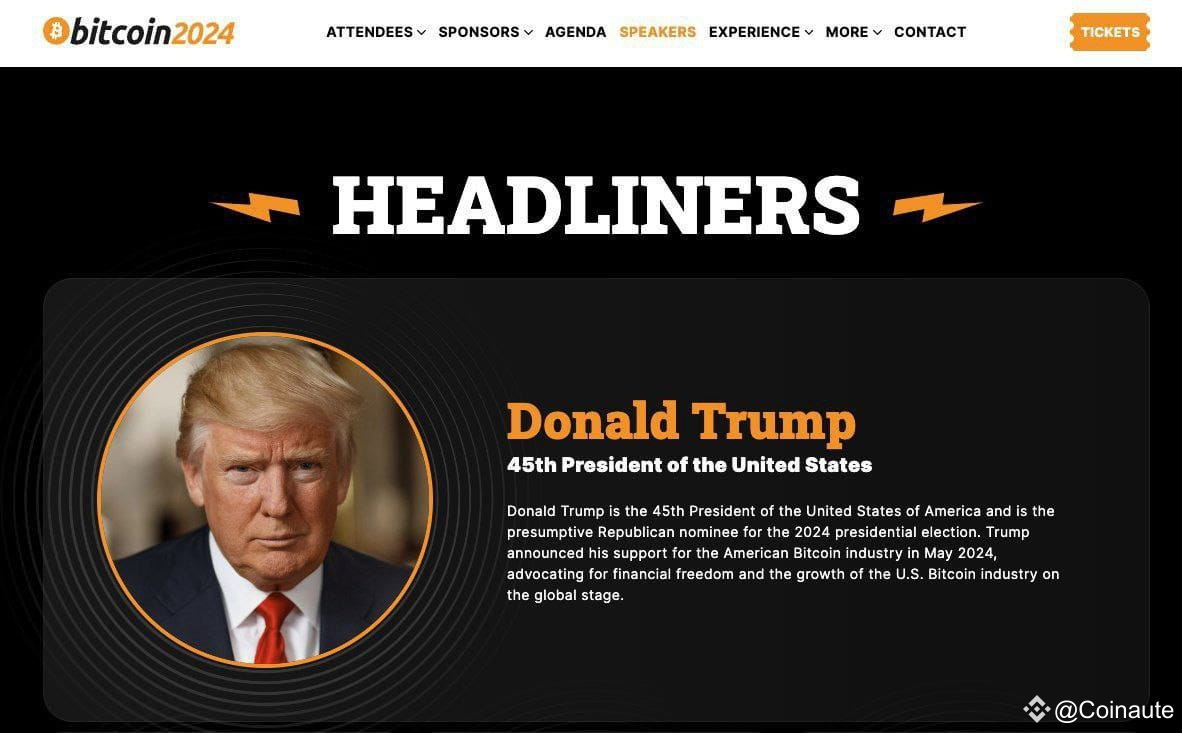 bitcoin2024
ATTENDEES SPONSORS AGENDA SPEAKERS EXPERIENCE MORE CONTACT
TICKETS
HEADLINERS
Donald Trump
45th President of the United States
Donald Trump is the 45th President of the United States of America and is the
presumptive Republican nominee for the 2024 presidential election. Trump
announced his support for the American Bitcoin industry in May 2024,
advocating for financial freedom and the growth of the U.S. Bitcoin industry on
the global stage.
@Coinaute